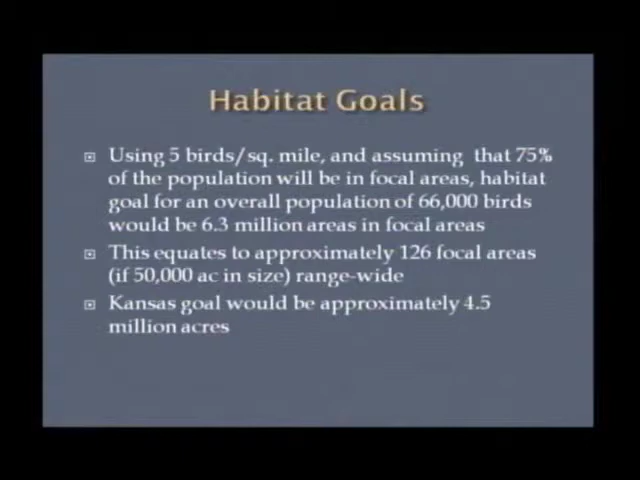 Habitat Goals
Using 5 birds/sq. mile, and assuming that 75%
of the population will be in focal areas, habitat
goal for an overall population of 66,000 birds
would be 6.3 million areas in focal areas
This equates to approximately 126 focal areas
(if 50,000 ac in size) range-wide
Kansas goal would be approximately 4.5
million acres